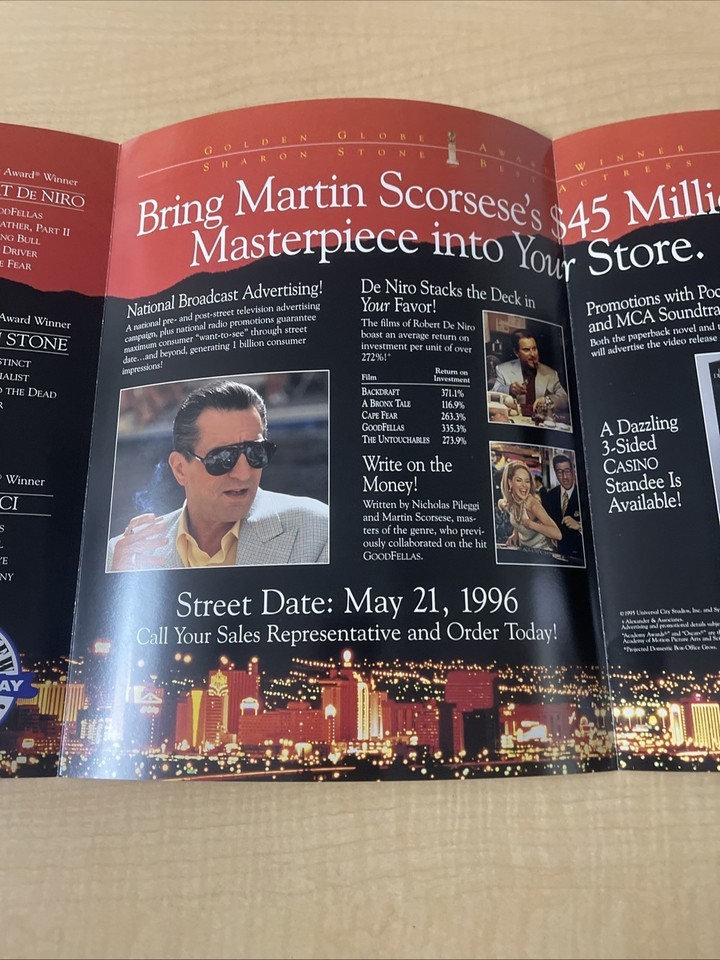 Award® Winner
T DE NIRO
ODFELLAS
ATHER, PART II
NG BULL
DRIVER
E FEAR
Award Winner
STONE
STINCT
IALIST
D THE DEAD
R
Winner
CI
S
L
YE
NY
AY
GOLDEN GLOBE AWARD WINNER
SHARON STONE BEST ACTRESS
Bring Martin Scorsese's $45 Millio
Masterpiece into Your Store.
National Broadcast Advertising!
A national pre- and post-street television advertising
campaign, plus national radio promotions guarantee
maximum consumer "want-to-see" through street
date...and beyond, generating 1 billion consumer
impressions!
De Niro Stacks the Deck in
Your Favor!
The films of Robert De Niro
boast an average return on
investment per unit of over
272%!*
Film Return on Investment
BACKDRAFT 371.1%
A BRONX TALE 116.9%
CAPE FEAR 263.3%
GOODFELLAS 335.3%
THE UNTOUCHABLES 273.9%
Write on the
Money!
Written by Nicholas Pileggi
and Martin Scorsese, mas-
ters of the genre, who previ-
ously collaborated on the hit
GOODFELLAS.
Street Date: May 21, 1996
Call Your Sales Representative and Order Today!
Promotions with Poc
and MCA Soundtra
Both the paperback novel and
will advertise the video release
A Dazzling
3-Sided
CASINO
Standee Is
Available!
©1995 Universal City Studios, Inc. and Sy
+Alexander & Associates.
Advertising and promotional details subje
"Academy Awards®" and "Oscars®" are
Academy of Motion Picture Arts and Sc
*Projected Domestic Box-Office Gross.